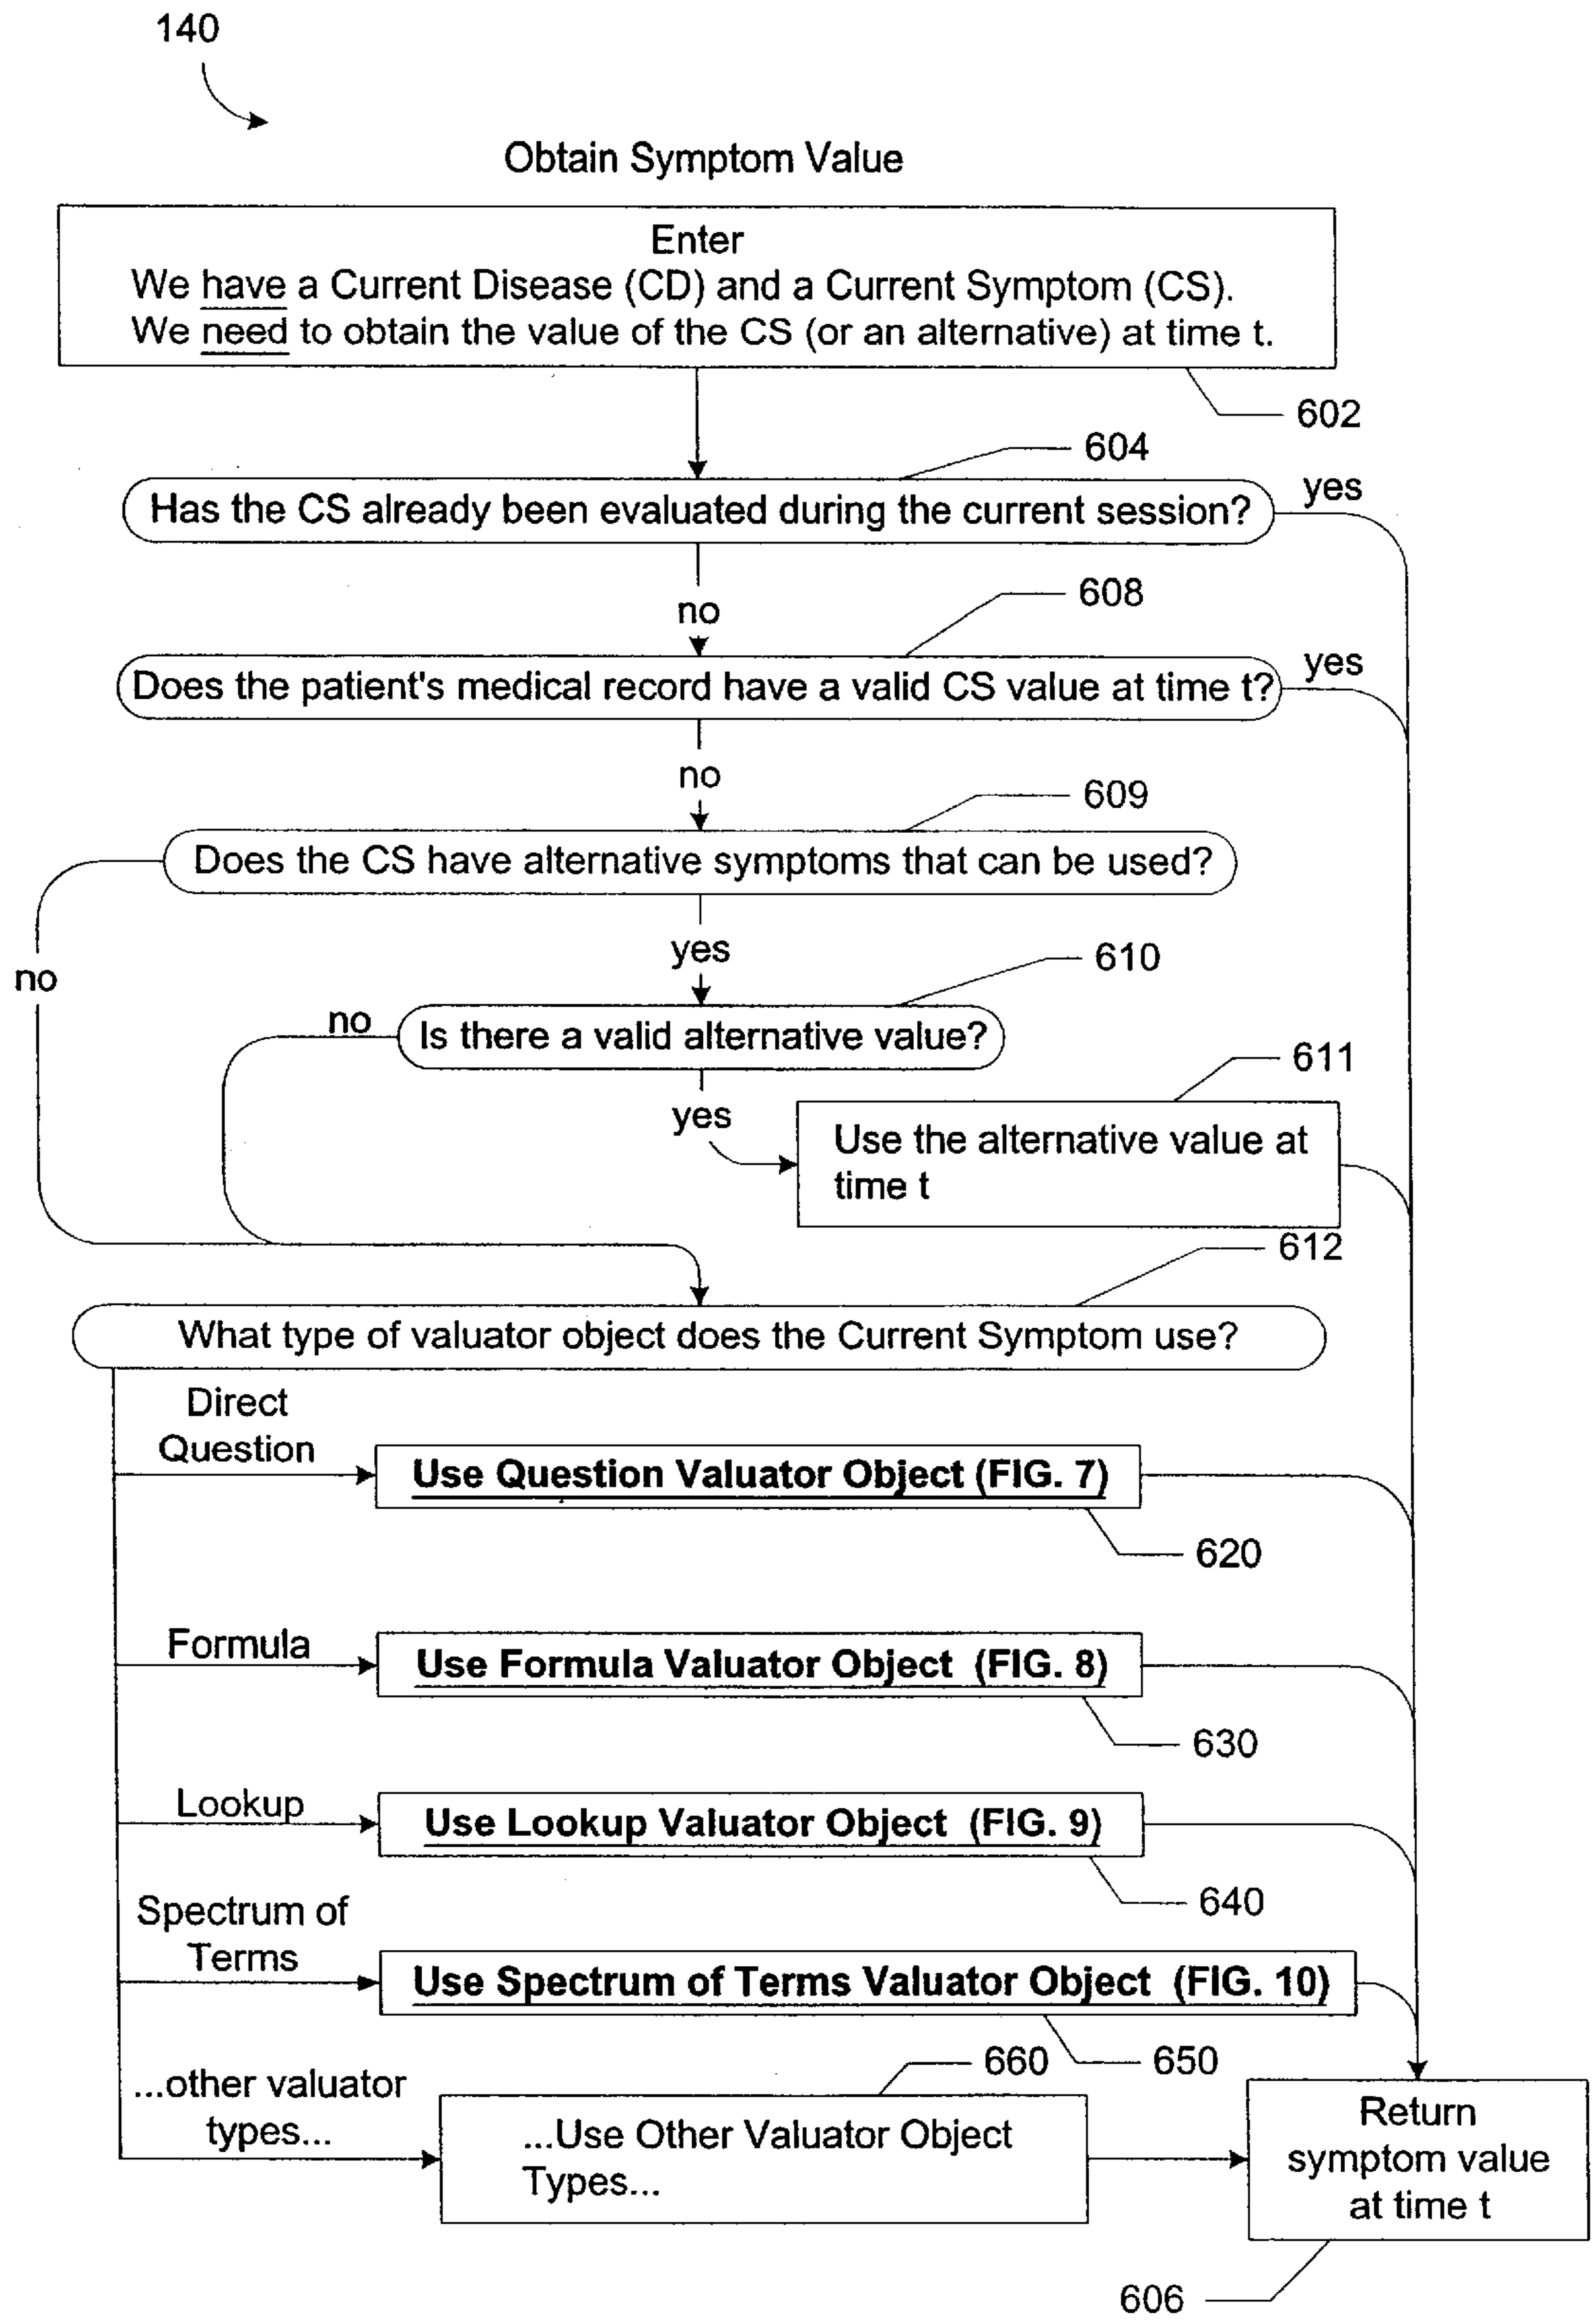 140
Obtain Symptom Value
Enter
We have a Current Disease (CD) and a Current Symptom (CS).
We need to obtain the value of the CS (or an alternative) at time t.
602
604
Has the CS already been evaluated during the current session?
yes
no
608
Does the patient's medical record have a valid CS value at time t?
yes
no
609
Does the CS have alternative symptoms that can be used?
no
yes
610
Is there a valid alternative value?
no
yes
611
Use the alternative value at
time t
612
What type of valuator object does the Current Symptom use?
Direct
Question
Use Question Valuator Object (FIG. 7)
620
Formula
Use Formula Valuator Object (FIG. 8)
630
Lookup
Use Lookup Valuator Object (FIG. 9)
640
Spectrum of
Terms
Use Spectrum of Terms Valuator Object (FIG. 10)
650
660
...other valuator
types...
...Use Other Valuator Object
Types...
Return
symptom value
at time t
606